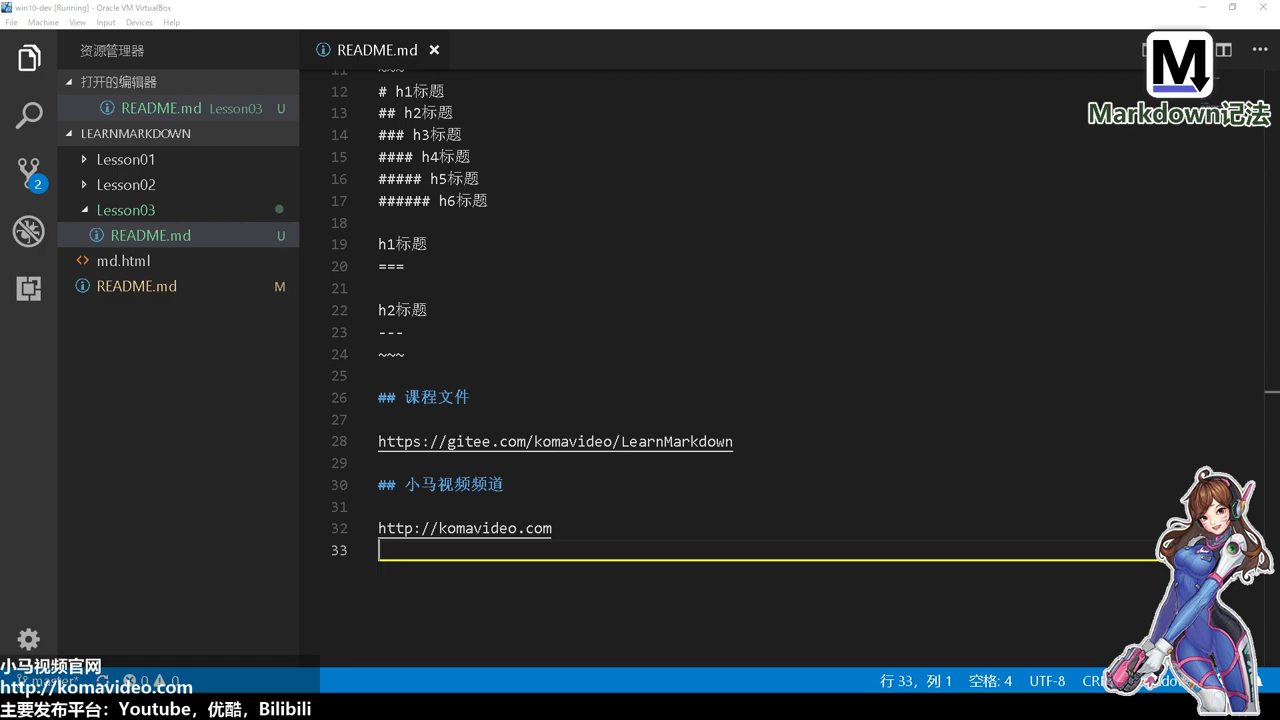 win10-dev [Running] - Oracle VM VirtualBox
File Machine View Input Devices Help
资源管理器
打开的编辑器
README.md Lesson03 U
LEARNMARKDOWN
Lesson01
Lesson02
Lesson03
README.md U
md.html
README.md M
2
README.md
M
Markdown记法
11 ~~~
12 # h1标题
13 ## h2标题
14 ### h3标题
15 #### h4标题
16 ##### h5标题
17 ###### h6标题
18
19 h1标题
20 ===
21
22 h2标题
23 ---
24 ~~~
25
26 ## 课程文件
27
28 https://gitee.com/komavideo/LearnMarkdown
29
30 ## 小马视频频道
31
32 http://komavideo.com
33
小马视频官网
master* 0 0
http://komavideo.com
主要发布平台：Youtube，优酷，Bilibili
行 33，列 1 空格: 4 UTF-8